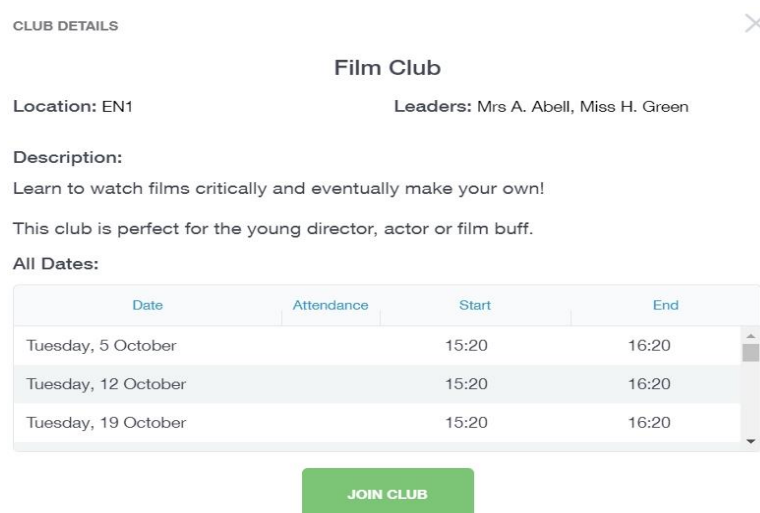 CLUB DETAILS
Film Club
Location: EN1 Leaders: Mrs A. Abell, Miss H. Green
Description:
Learn to watch films critically and eventually make your own!
This club is perfect for the young director, actor or film buff.
All Dates:
Date Attendance Start End
Tuesday, 5 October 15:20 16:20
Tuesday, 12 October 15:20 16:20
Tuesday, 19 October 15:20 16:20
JOIN CLUB